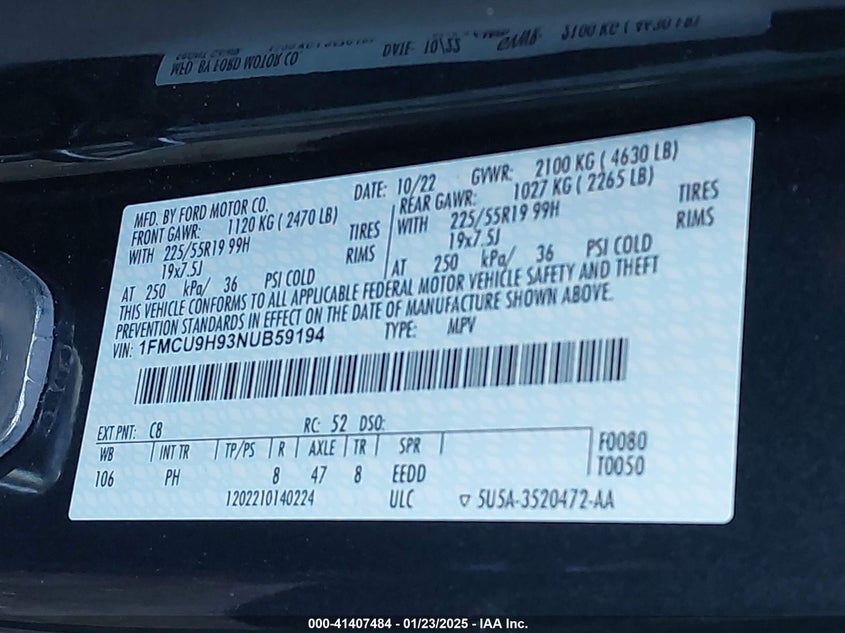 MFD. BY FORD MOTOR CO.
DATE: 10/22 GVWR: 2100 KG ( 4630 LB)
FRONT GAWR: 1120 KG ( 2470 LB)
REAR GAWR: 1027 KG ( 2265 LB)
WITH 225/55R19 99H TIRES
WITH 225/55R19 99H TIRES
19x7.5J RIMS
19x7.5J RIMS
AT 250 kPa/ 36 PSI COLD
AT 250 kPa/ 36 PSI COLD
THIS VEHICLE CONFORMS TO ALL APPLICABLE FEDERAL MOTOR VEHICLE SAFETY AND THEFT
PREVENTION STANDARDS IN EFFECT ON THE DATE OF MANUFACTURE SHOWN ABOVE.
VIN: 1FMCU9H93NUB59194 TYPE: MPV
EXT PNT: C8 RC: 52 DSO:
WB INT TR TP/PS R AXLE TR SPR
106 PH 8 47 8 EEDD
F0080
T0050
1202210140224 ULC ▽ 5U5A-3520472-AA
000-41407484 — 01/23/2025 — IAA Inc.